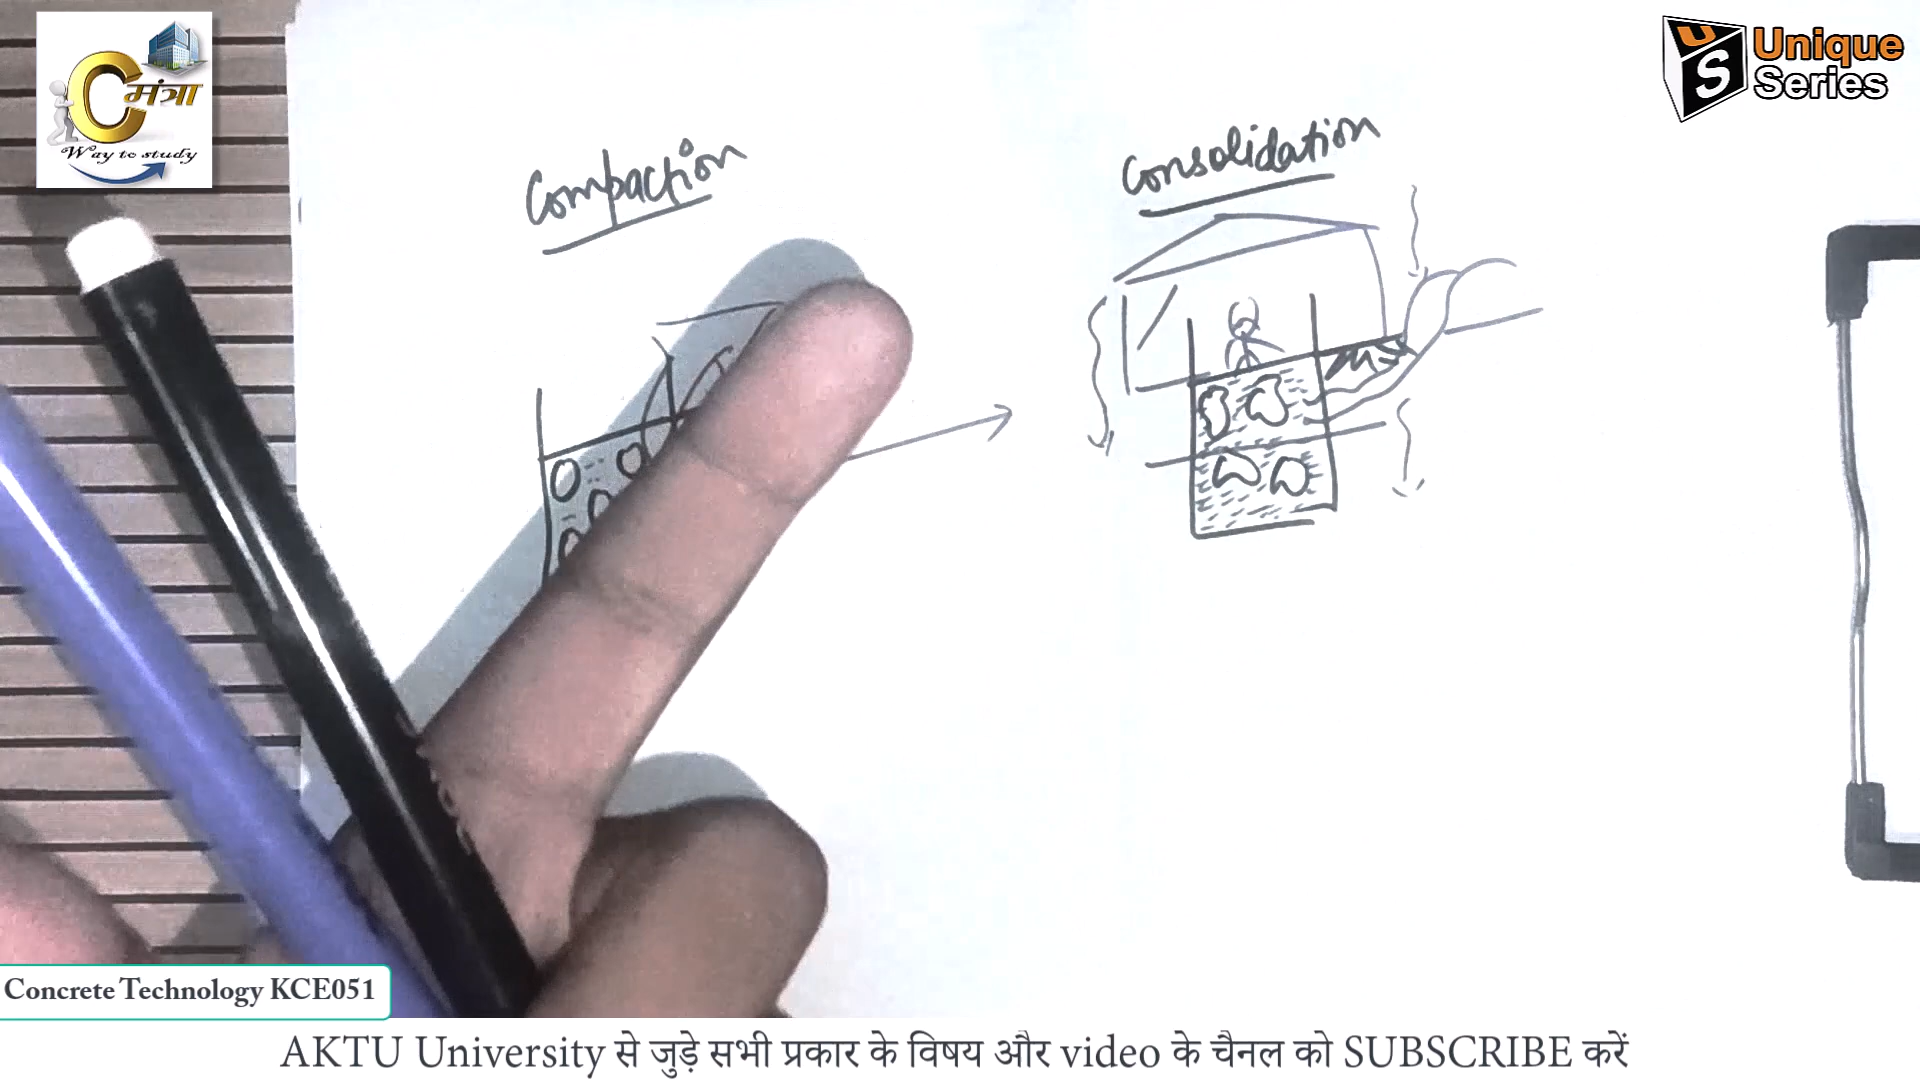 C मंत्रा
Way to study
U
S
Unique
Series
Compaction
Consolidation
Concrete Technology KCE051
AKTU University से जुड़े सभी प्रकार के विषय और video के चैनल को SUBSCRIBE करें